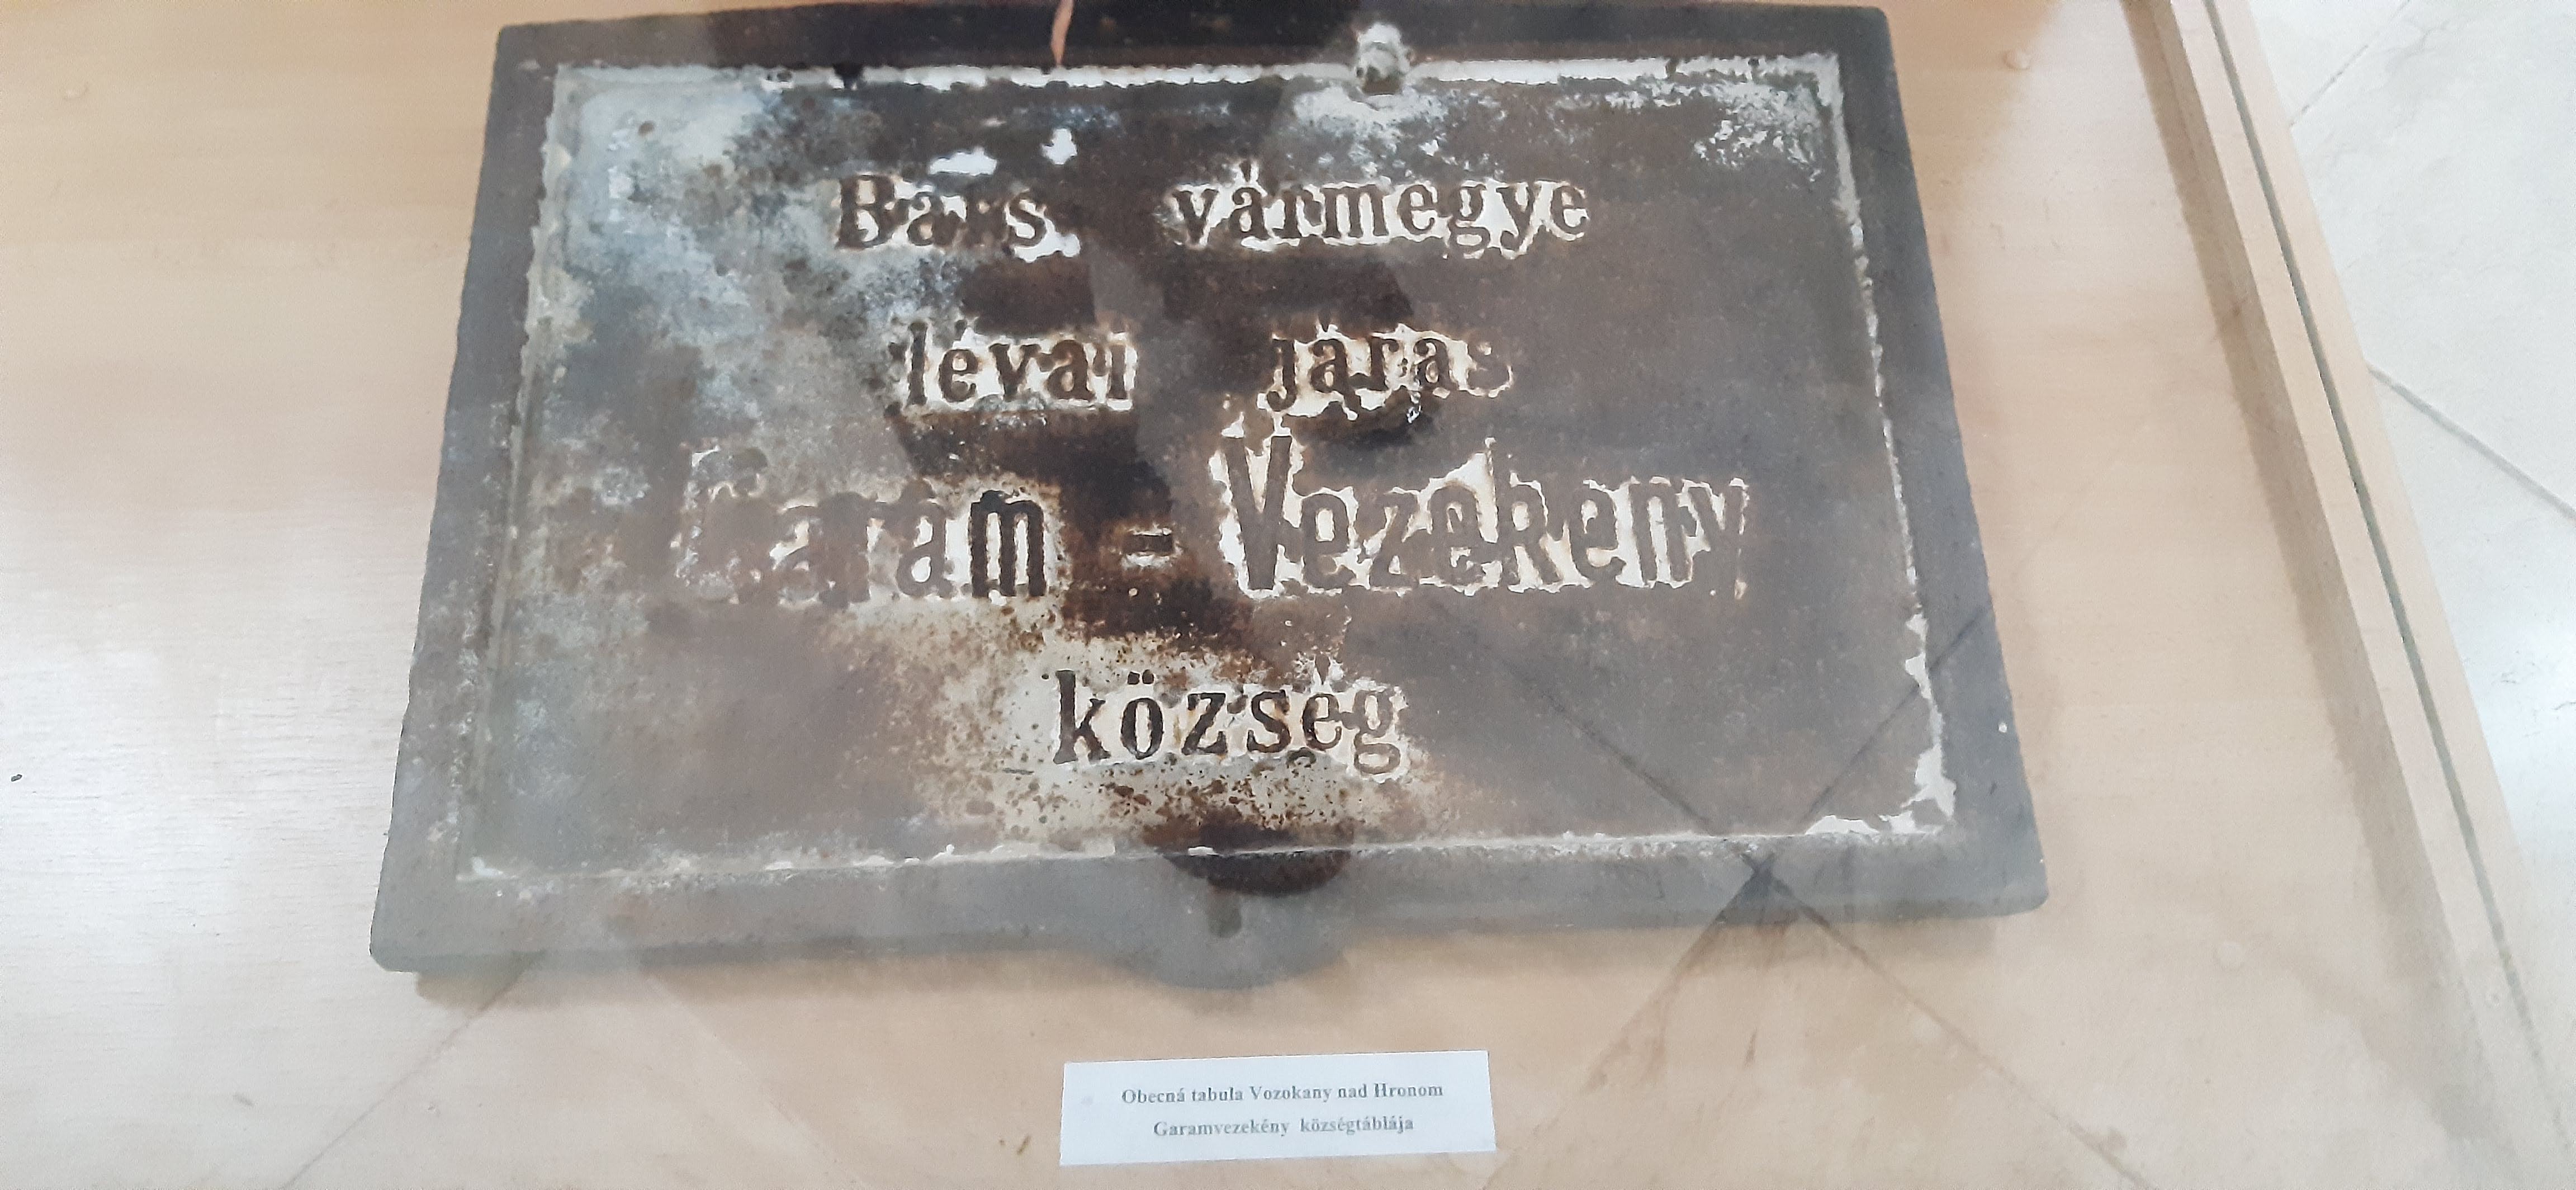 Bars vármegye
lévai járás
Garam - Vezekény
község
Obecná tabula Vozokany nad Hronom
Garamvezekény községtáblája